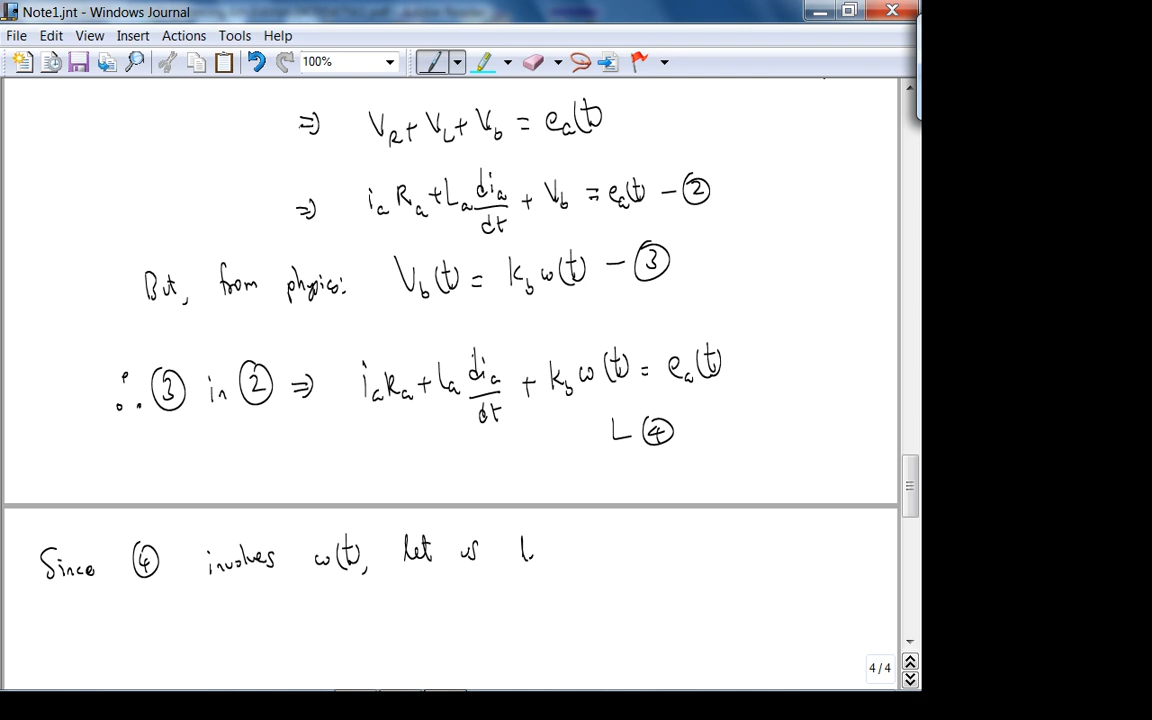 Note1.jnt - Windows Journal
File Edit View Insert Actions Tools Help
100%
⇒ V_R + V_L + V_b = e_a(t)
⇒ i_a R_a + L_a di_a/dt + V_b = e_a(t) - ②
But, from physics: V_b(t) = k_b ω(t) - ③
∴ ③ in ② ⇒ i_a R_a + L_a di_a/dt + k_b ω(t) = e_a(t)
④
Since ④ involves ω(t), let us
4 / 4